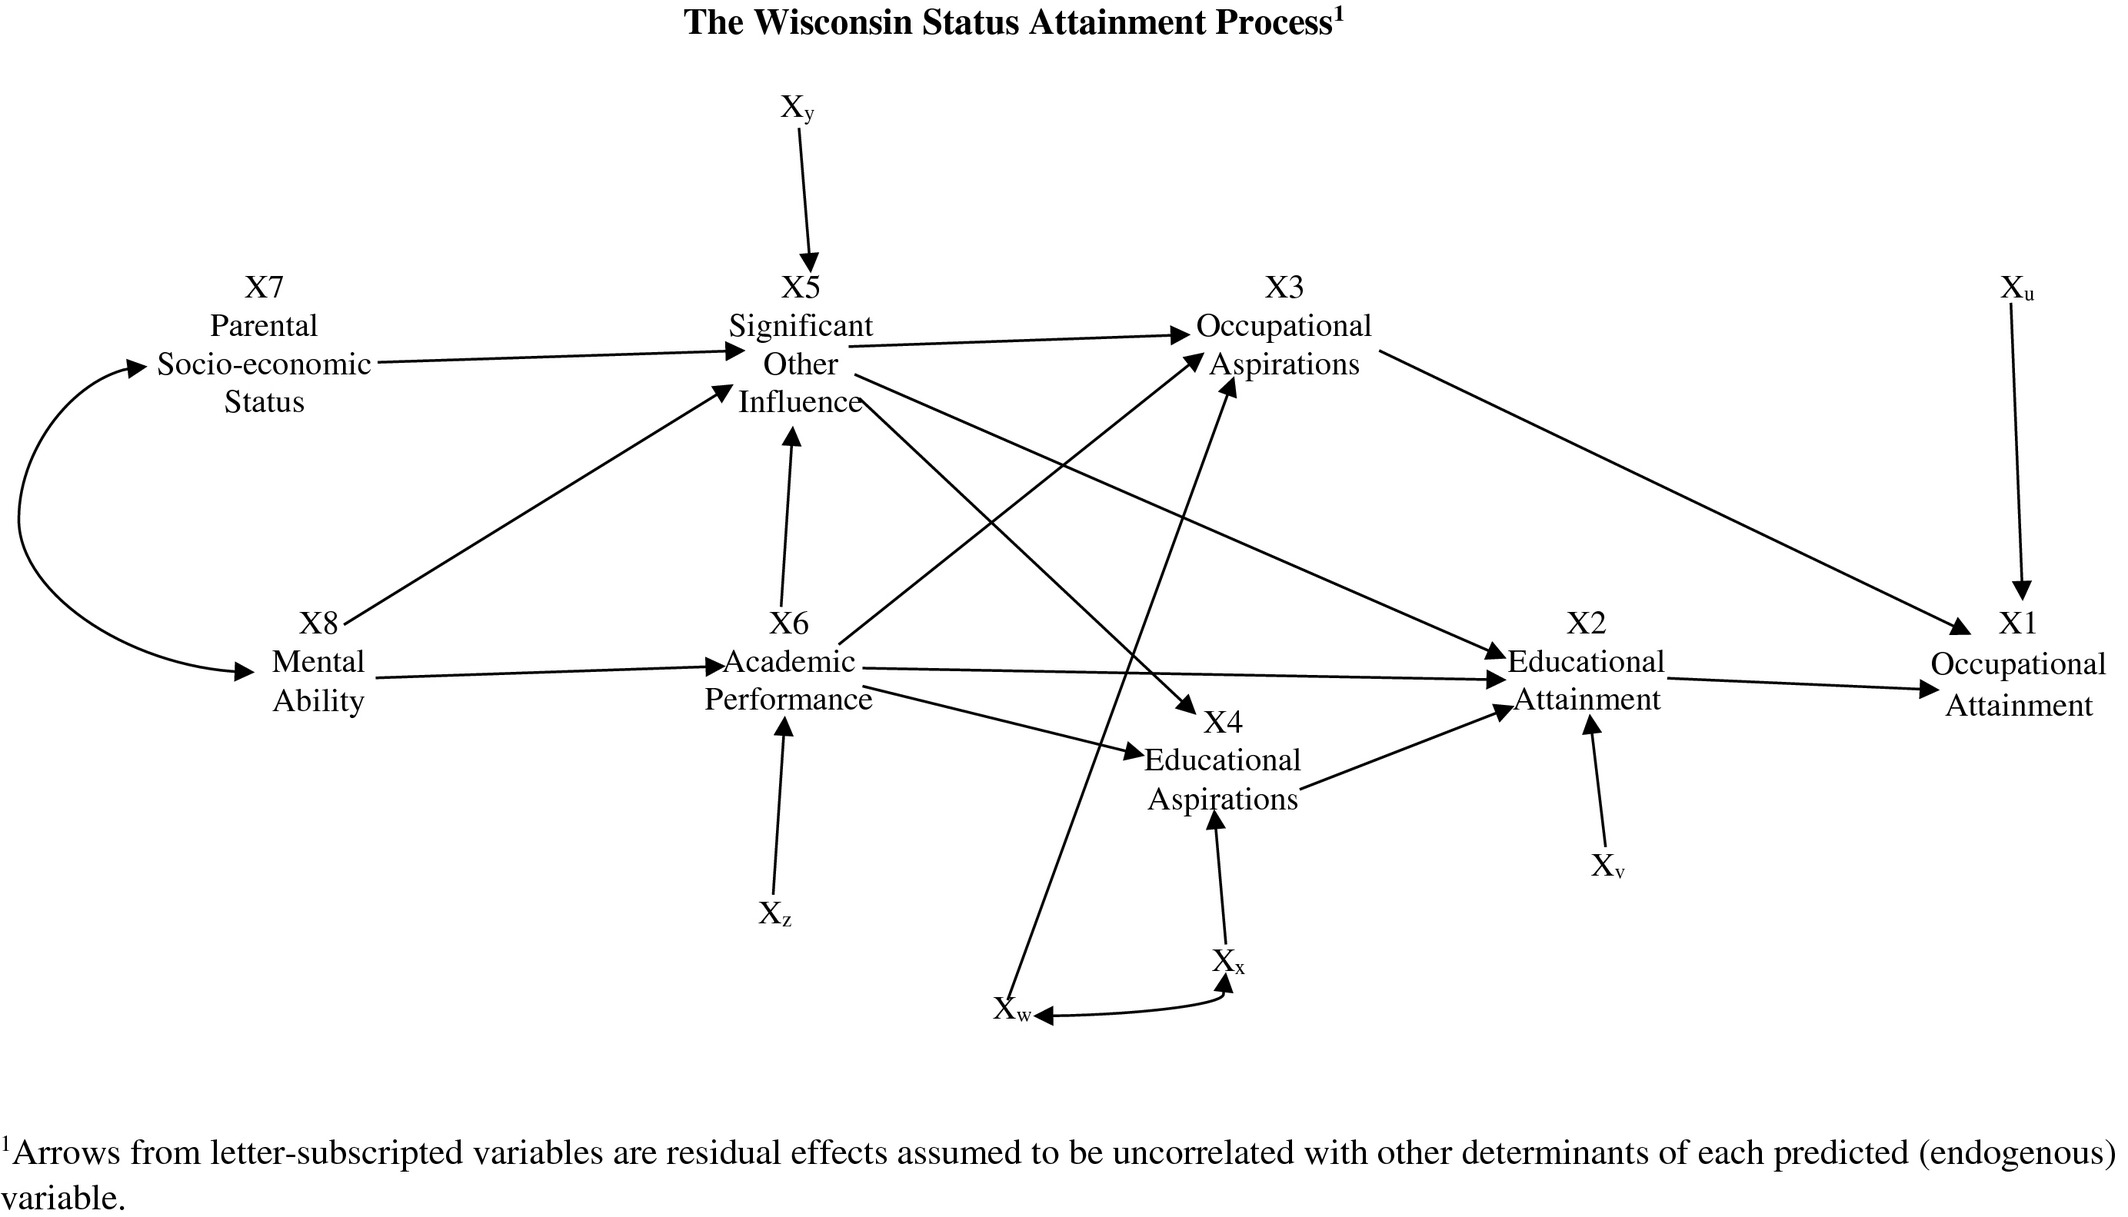 The Wisconsin Status Attainment Process¹
Xy
X7
Parental
Socio-economic
Status
X5
Significant
Other
Influence
X3
Occupational
Aspirations
Xu
X8
Mental
Ability
X6
Academic
Performance
X4
Educational
Aspirations
X2
Educational
Attainment
X1
Occupational
Attainment
Xv
Xz
Xx
Xw
¹Arrows from letter-subscripted variables are residual effects assumed to be uncorrelated with other determinants of each predicted (endogenous)
variable.